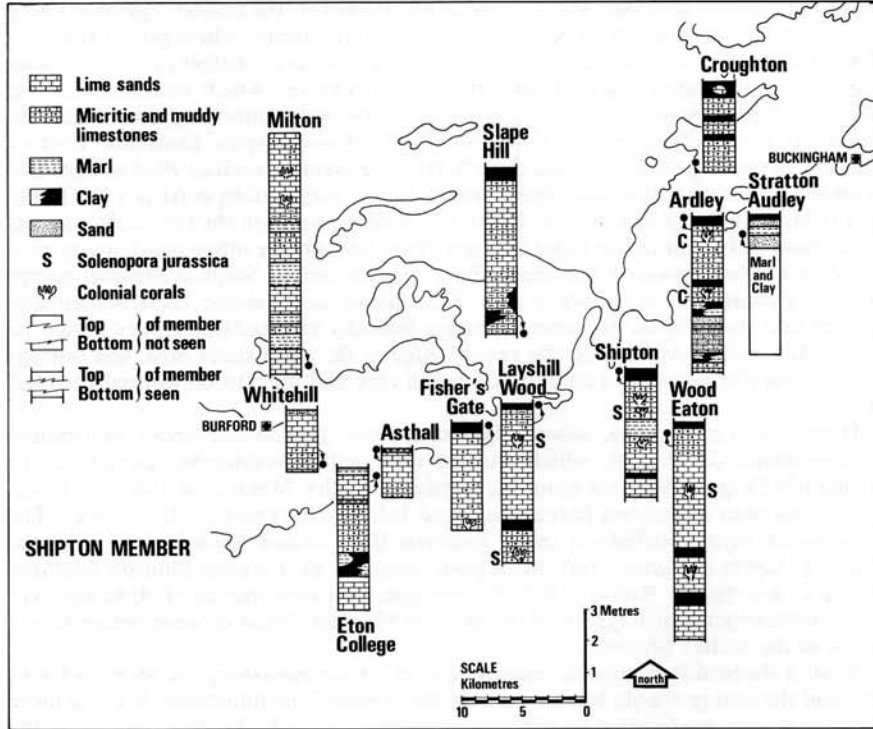 Lime sands
Micritic and muddy
limestones
Marl
Clay
Sand
S Solenopora jurassica
Colonial corals
Top
Bottom
of member
not seen
Top
Bottom
of member
seen
Milton
Slape
Hill
Croughton
BUCKINGHAM
Ardley
Stratton
Audley
C
C
Marl
and
Clay
Whitehill
BURFORD
Asthall
Fisher's
Gate
Layshill
Wood
S
S
Shipton
S
Wood
Eaton
S
Eton
College
SHIPTON MEMBER
3 Metres
2
1
SCALE
Kilometres
10 5 0
north